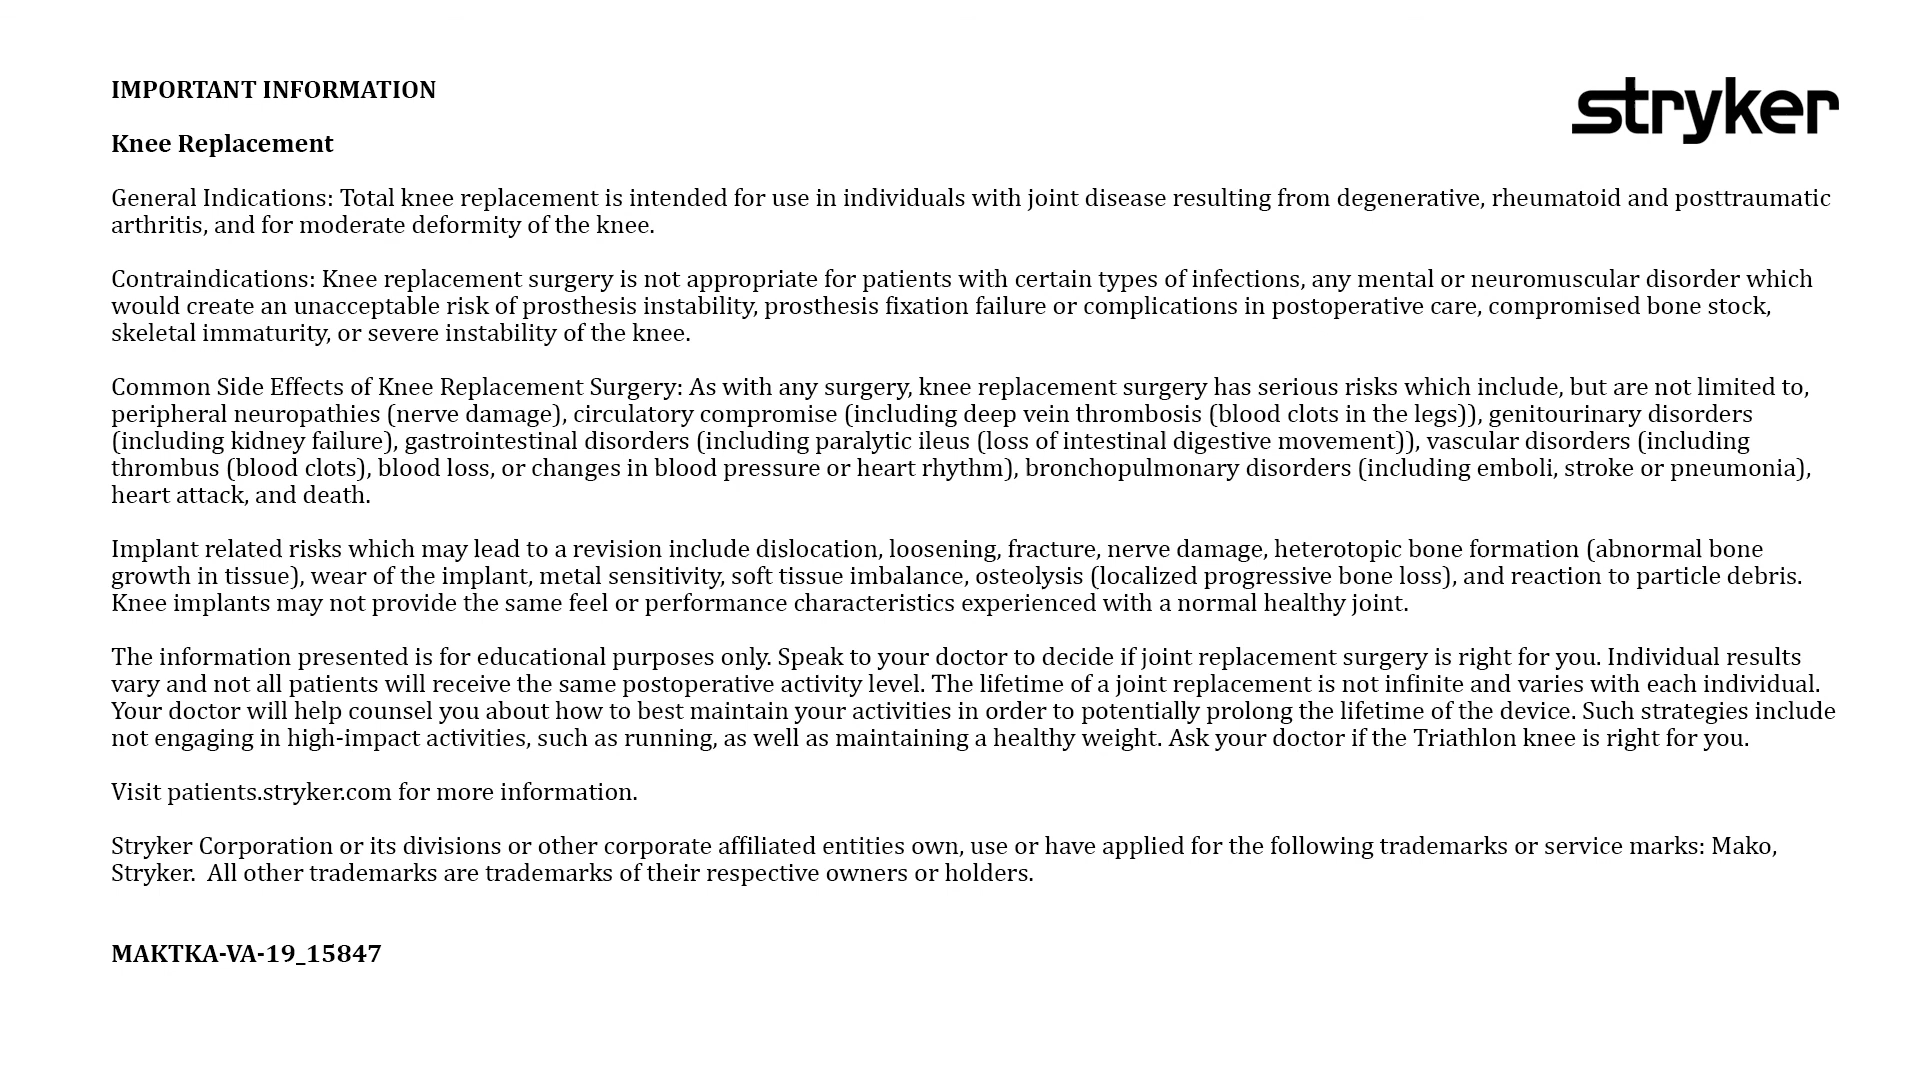 IMPORTANT INFORMATION
stryker
Knee Replacement
General Indications: Total knee replacement is intended for use in individuals with joint disease resulting from degenerative, rheumatoid and posttraumatic
arthritis, and for moderate deformity of the knee.
Contraindications: Knee replacement surgery is not appropriate for patients with certain types of infections, any mental or neuromuscular disorder which
would create an unacceptable risk of prosthesis instability, prosthesis fixation failure or complications in postoperative care, compromised bone stock,
skeletal immaturity, or severe instability of the knee.
Common Side Effects of Knee Replacement Surgery: As with any surgery, knee replacement surgery has serious risks which include, but are not limited to,
peripheral neuropathies (nerve damage), circulatory compromise (including deep vein thrombosis (blood clots in the legs)), genitourinary disorders
(including kidney failure), gastrointestinal disorders (including paralytic ileus (loss of intestinal digestive movement)), vascular disorders (including
thrombus (blood clots), blood loss, or changes in blood pressure or heart rhythm), bronchopulmonary disorders (including emboli, stroke or pneumonia),
heart attack, and death.
Implant related risks which may lead to a revision include dislocation, loosening, fracture, nerve damage, heterotopic bone formation (abnormal bone
growth in tissue), wear of the implant, metal sensitivity, soft tissue imbalance, osteolysis (localized progressive bone loss), and reaction to particle debris.
Knee implants may not provide the same feel or performance characteristics experienced with a normal healthy joint.
The information presented is for educational purposes only. Speak to your doctor to decide if joint replacement surgery is right for you. Individual results
vary and not all patients will receive the same postoperative activity level. The lifetime of a joint replacement is not infinite and varies with each individual.
Your doctor will help counsel you about how to best maintain your activities in order to potentially prolong the lifetime of the device. Such strategies include
not engaging in high-impact activities, such as running, as well as maintaining a healthy weight. Ask your doctor if the Triathlon knee is right for you.
Visit patients.stryker.com for more information.
Stryker Corporation or its divisions or other corporate affiliated entities own, use or have applied for the following trademarks or service marks: Mako,
Stryker.  All other trademarks are trademarks of their respective owners or holders.
MAKTKA-VA-19_15847